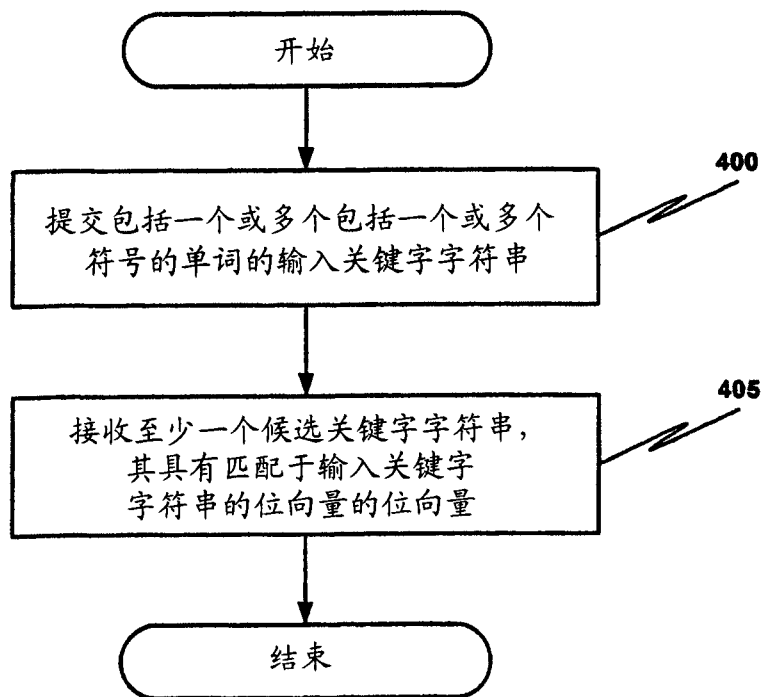 开始
400
提交包括一个或多个包括一个或多个
符号的单词的输入关键字字符串
405
接收至少一个候选关键字字符串，
其具有匹配于输入关键字
字符串的位向量的位向量
结束